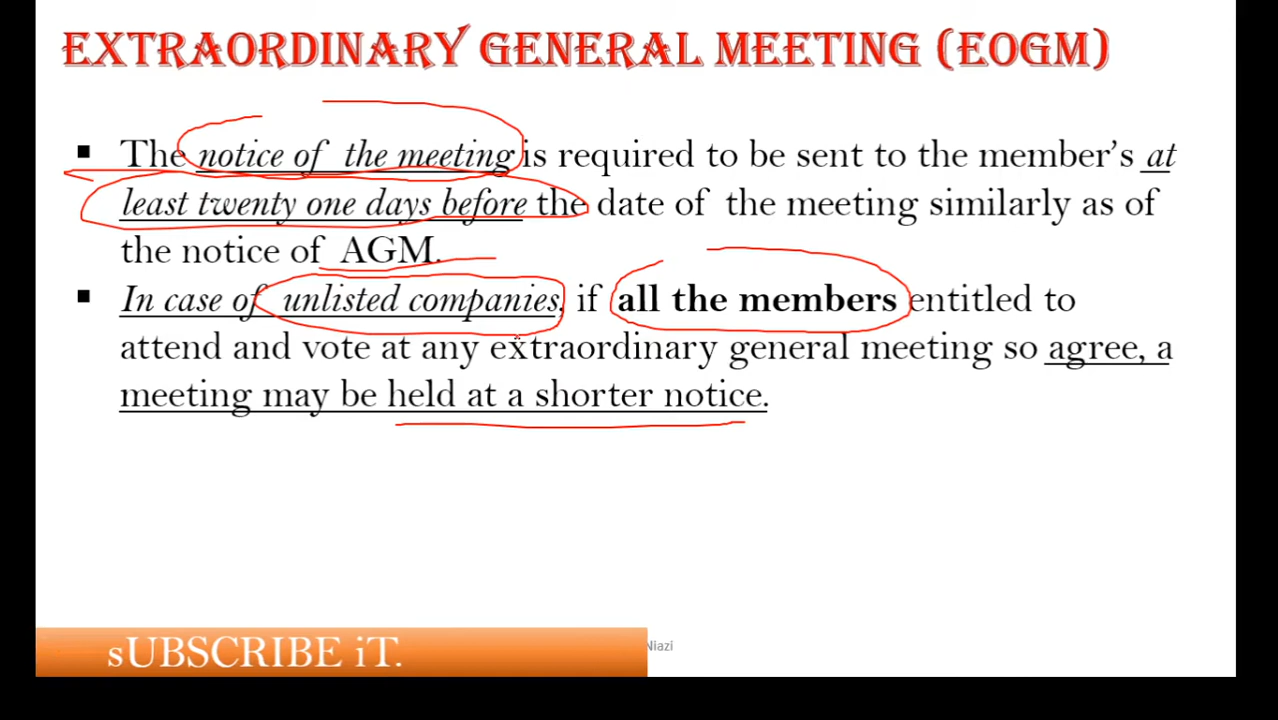 EXTRAORDINARY GENERAL MEETING (EOGM)
▪ The notice of the meeting is required to be sent to the member's at
least twenty one days before the date of the meeting similarly as of
the notice of AGM.
▪ In case of unlisted companies, if all the members entitled to
attend and vote at any extraordinary general meeting so agree, a
meeting may be held at a shorter notice.
Niazi
sUBSCRIBE iT.